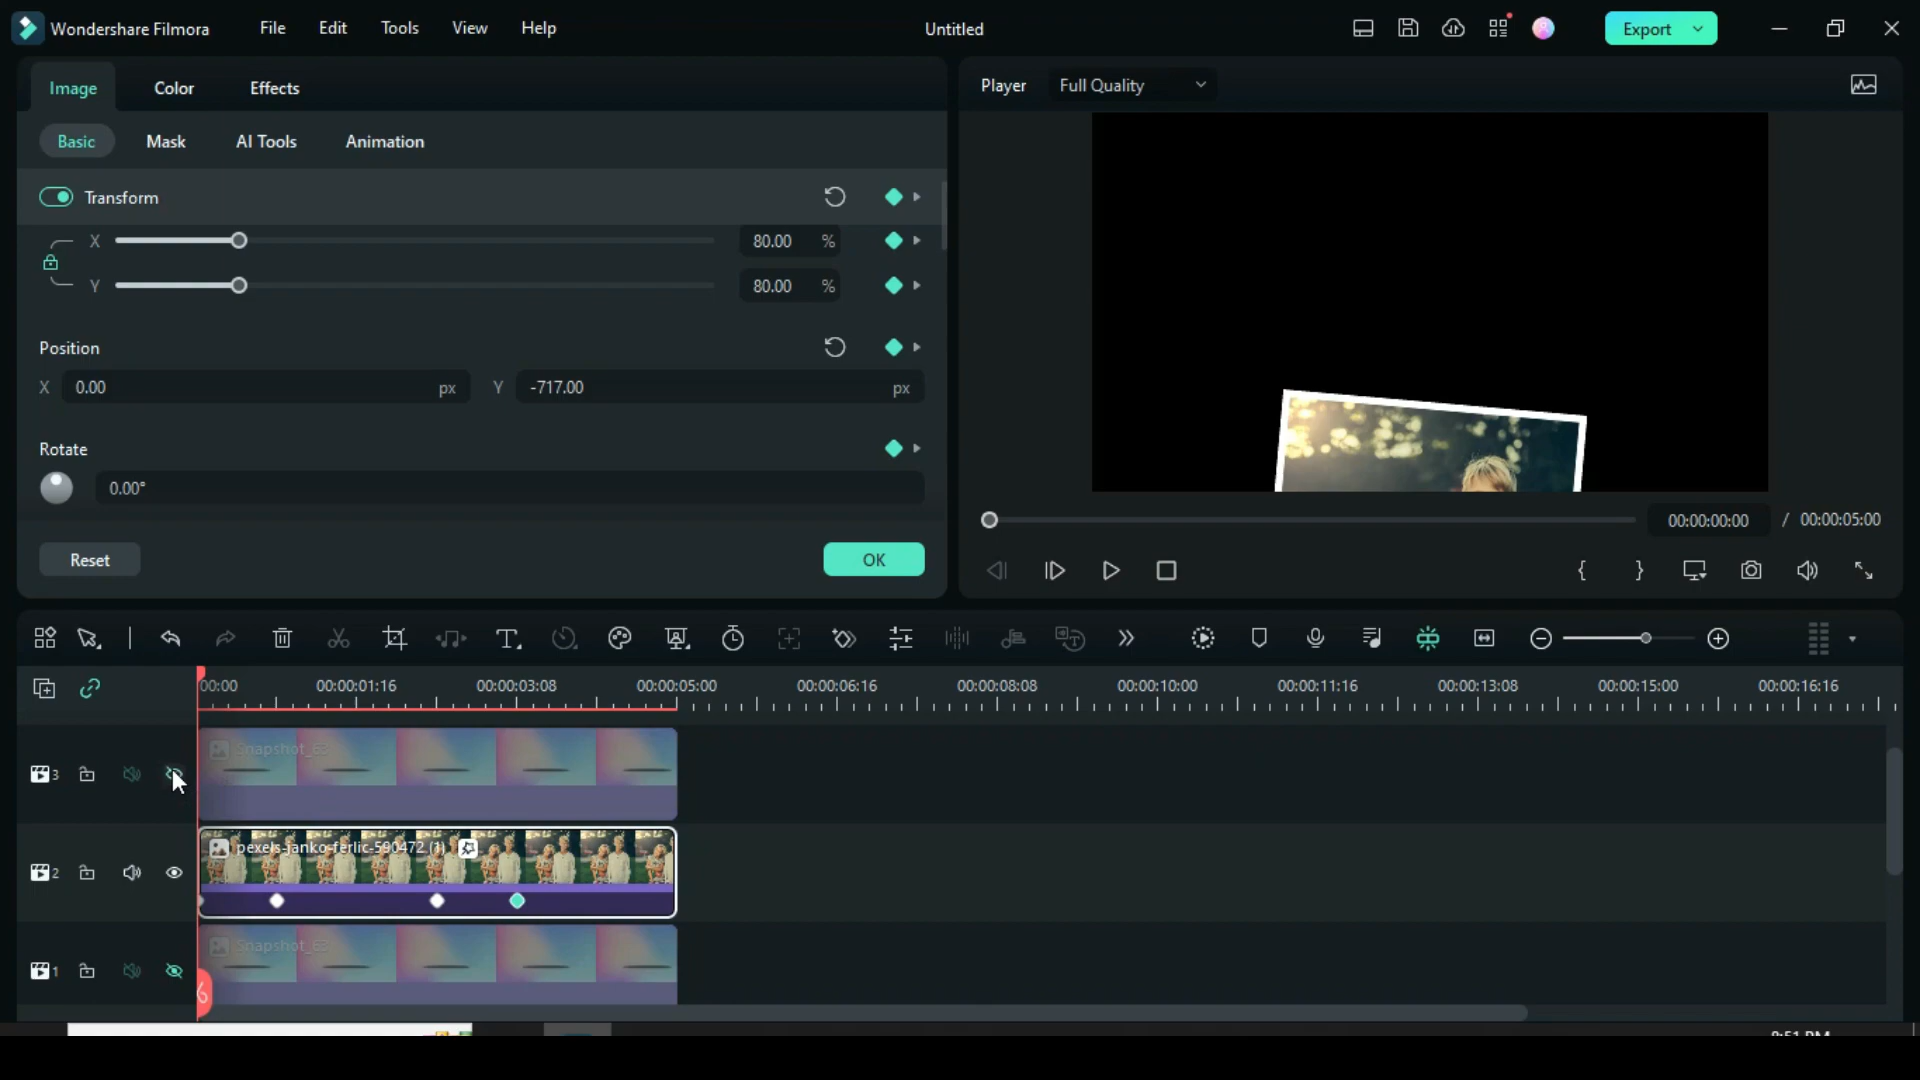 Wondershare Filmora File Edit Tools View Help Untitled Export
Image Color Effects
Player Full Quality
Basic Mask AI Tools Animation
Transform
X 80.00 %
Y 80.00 %
Position
X 0.00 px Y -717.00 px
Rotate
0.00°
00:00:00:00 / 00:00:05:00
Reset OK
00:00 00:00:01:16 00:00:03:08 00:00:05:00 00:00:06:16 00:00:08:08 00:00:10:00 00:00:11:16 00:00:13:08 00:00:15:00 00:00:16:16
Snapshot_63
3
pexels-janko-ferlic-590472 (1)
2
Snapshot_63
1
8:51 PM